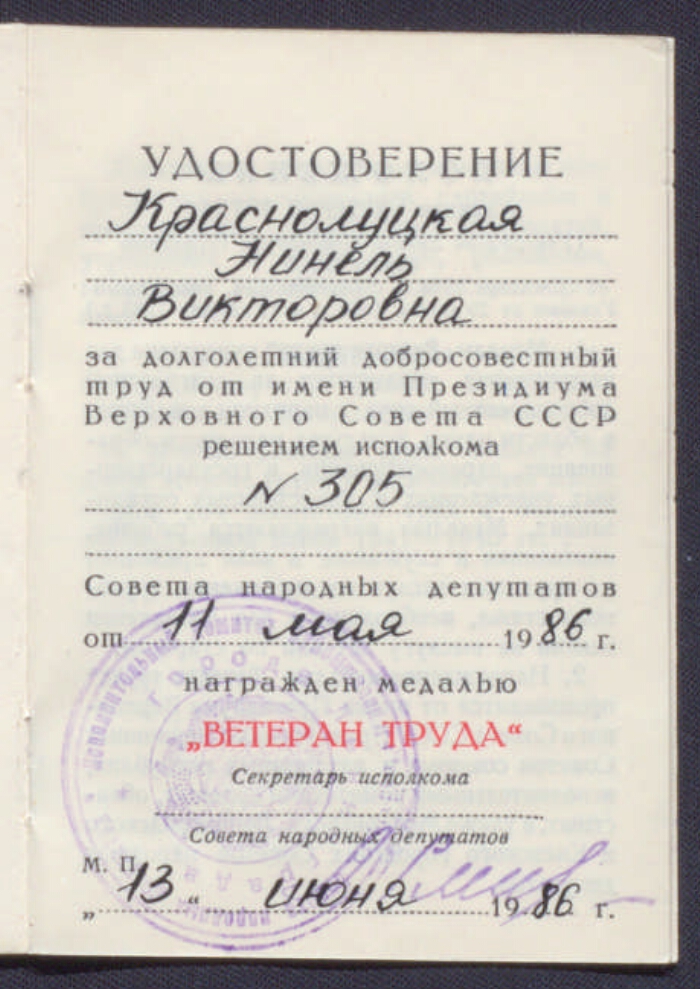 УДОСТОВЕРЕНИЕ
Краснолуцкая
Нинель
Викторовна
за долголетний добросовестный
труд от имени Президиума
Верховного Совета СССР
решением исполкома
№ 305
Совета народных депутатов
от 11 мая 1986 г.
награжден медалью
„ВЕТЕРАН ТРУДА“
Секретарь исполкома
Совета народных депутатов
М. П.
„13“ июня 1986 г.